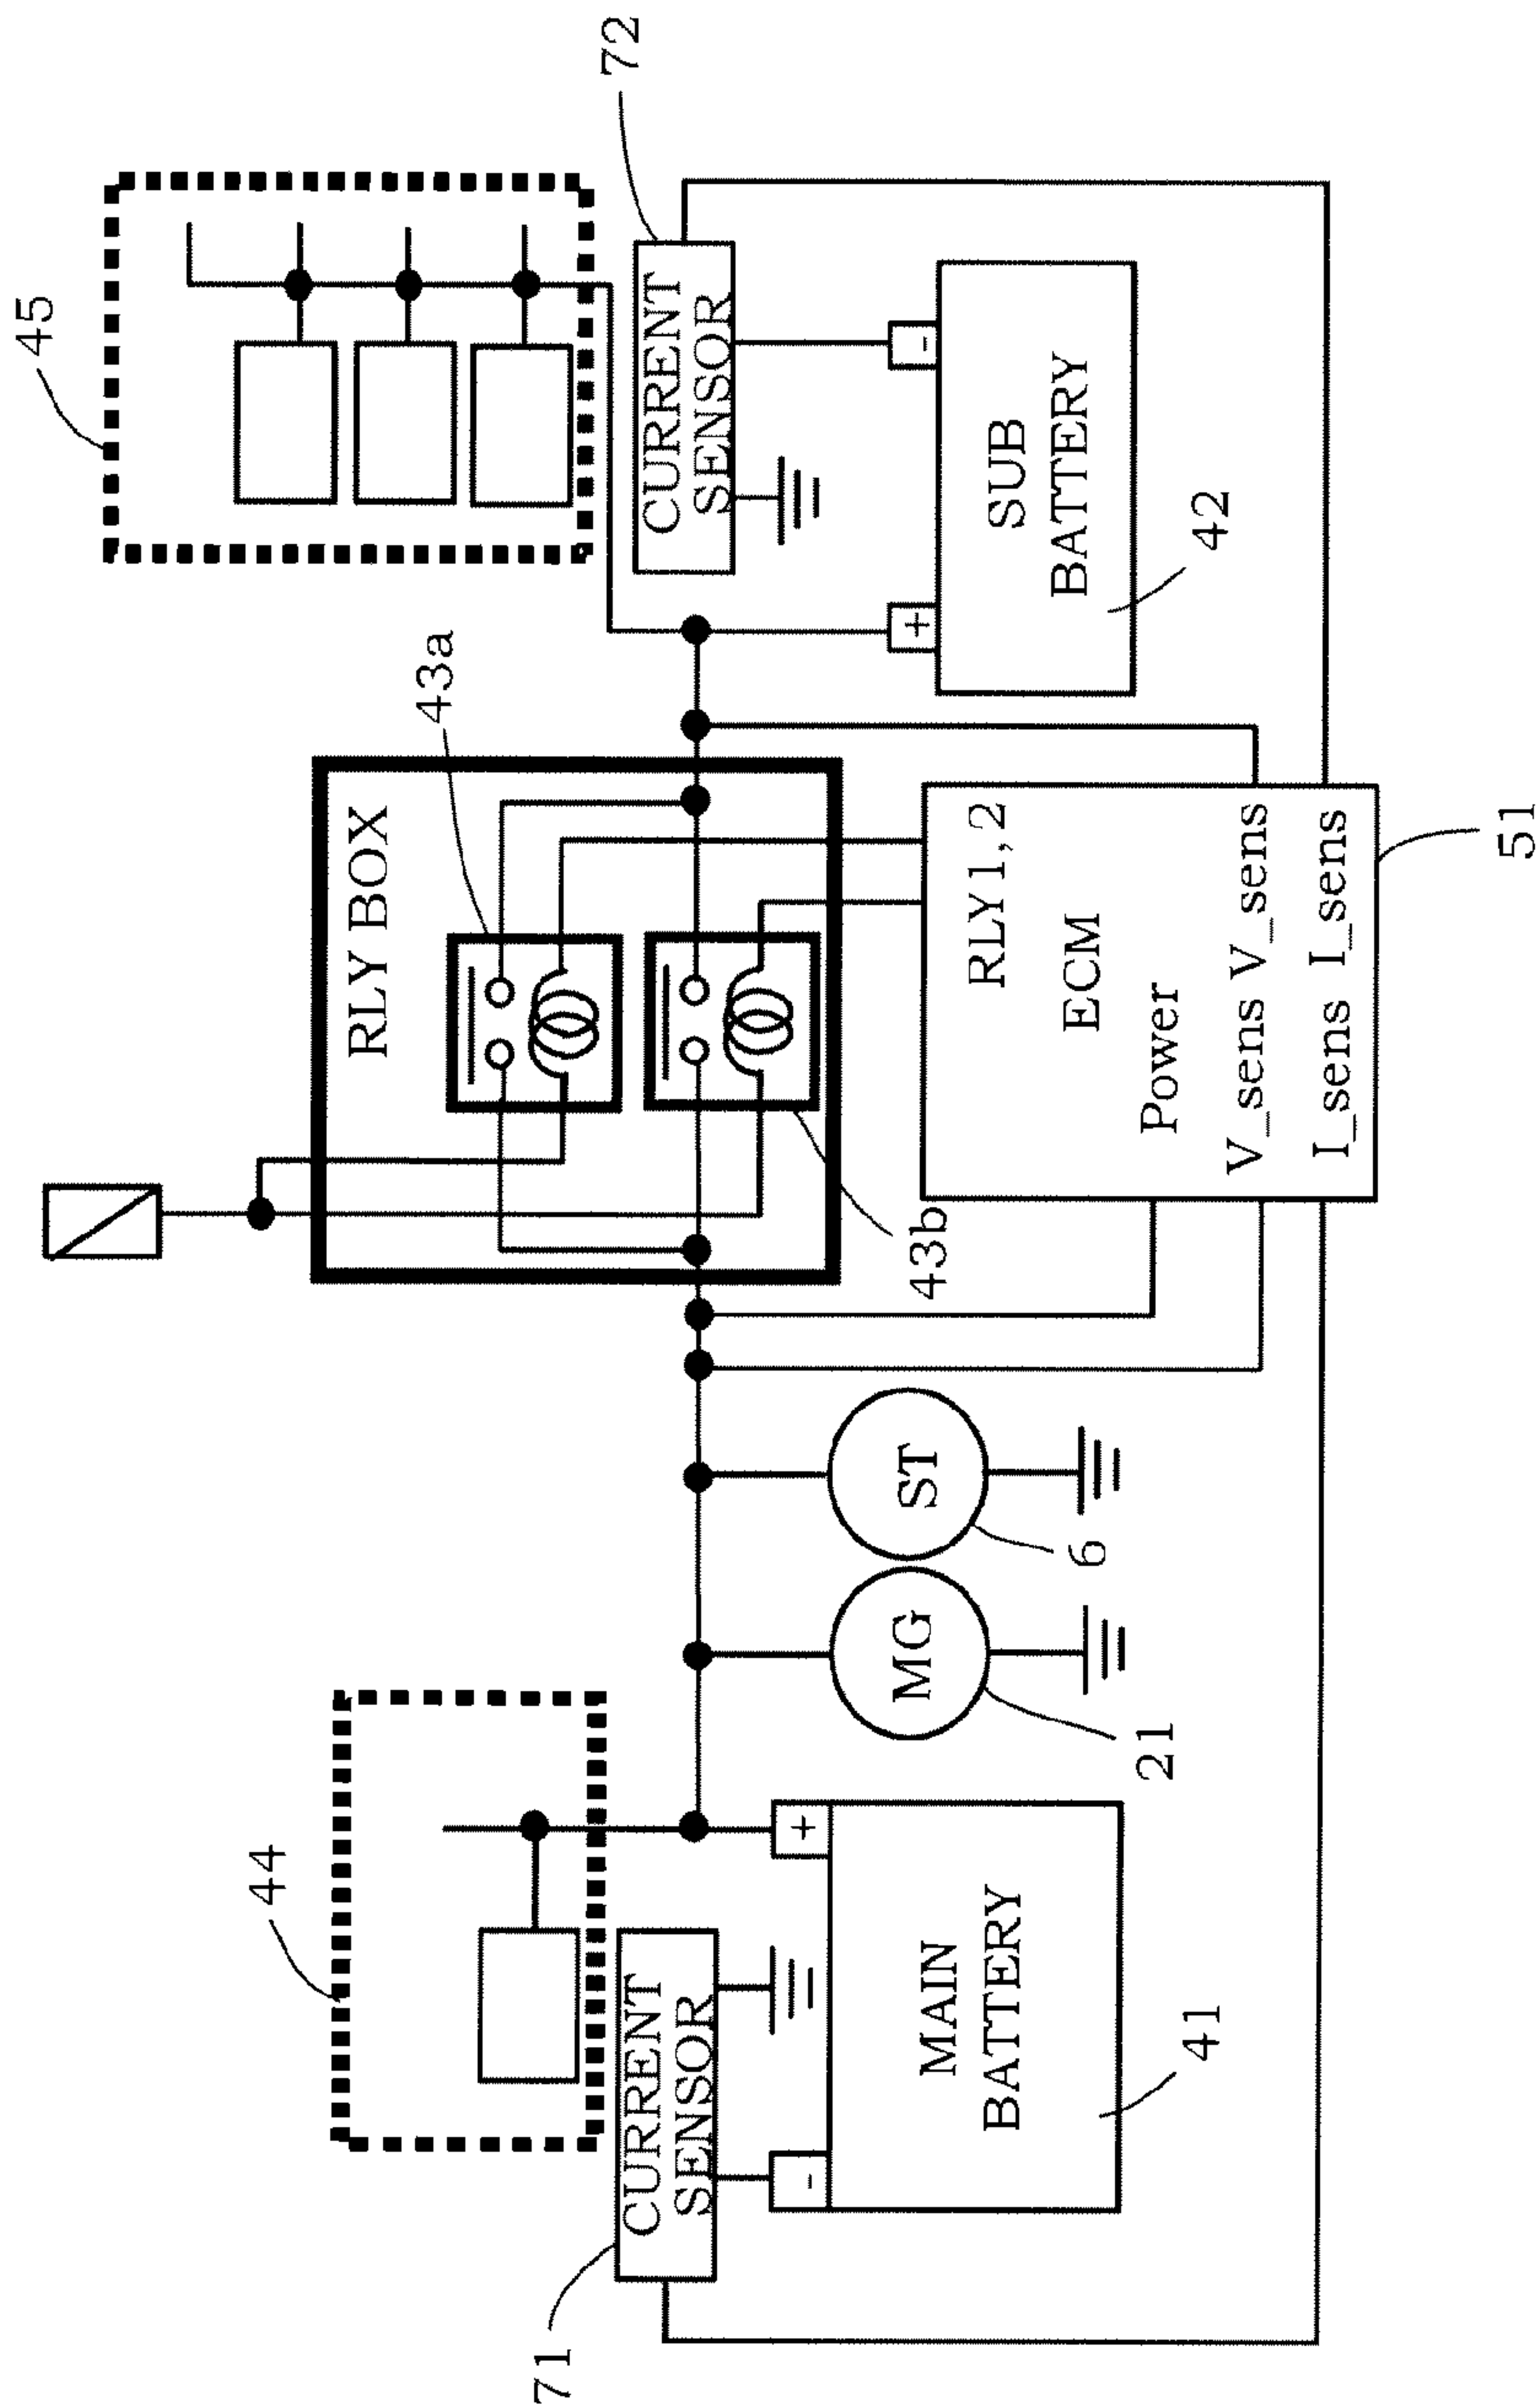 45
72
44
RLY BOX
43a
CURRENT
SENSOR
71
CURRENT
SENSOR
+
-
-
+
MAIN
BATTERY
41
MG
21
ST
6
43b
RLY1,2
ECM
Power
V_sens V_sens
I_sens I_sens
51
SUB
BATTERY
42